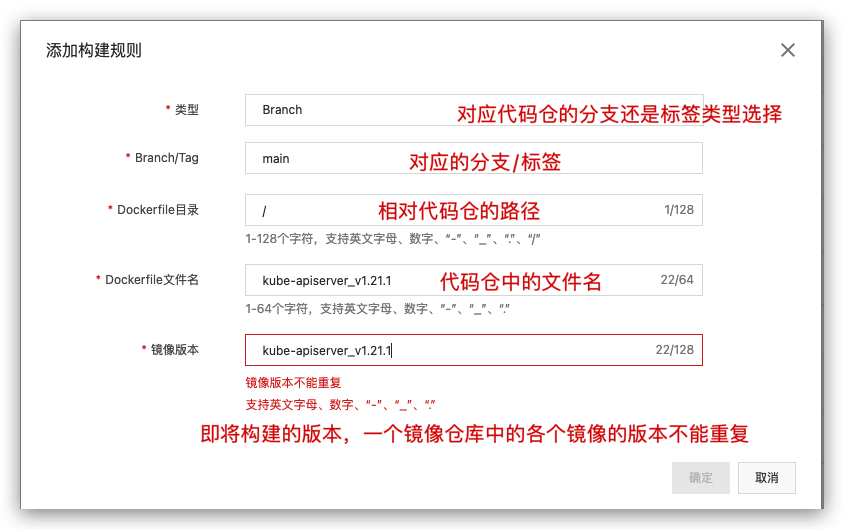 添加构建规则
* 类型 Branch 对应代码仓的分支还是标签类型选择
* Branch/Tag main 对应的分支/标签
* Dockerfile目录 / 相对代码仓的路径 1/128
1-128个字符，支持英文字母、数字、“-”、“_”、“.”、“/”
* Dockerfile文件名 kube-apiserver_v1.21.1 代码仓中的文件名 22/64
1-64个字符，支持英文字母、数字、“-”、“_”、“.”
* 镜像版本 kube-apiserver_v1.21.1 22/128
镜像版本不能重复
支持英文字母、数字、“-”、“_”、“.”
即将构建的版本，一个镜像仓库中的各个镜像的版本不能重复
确定 取消